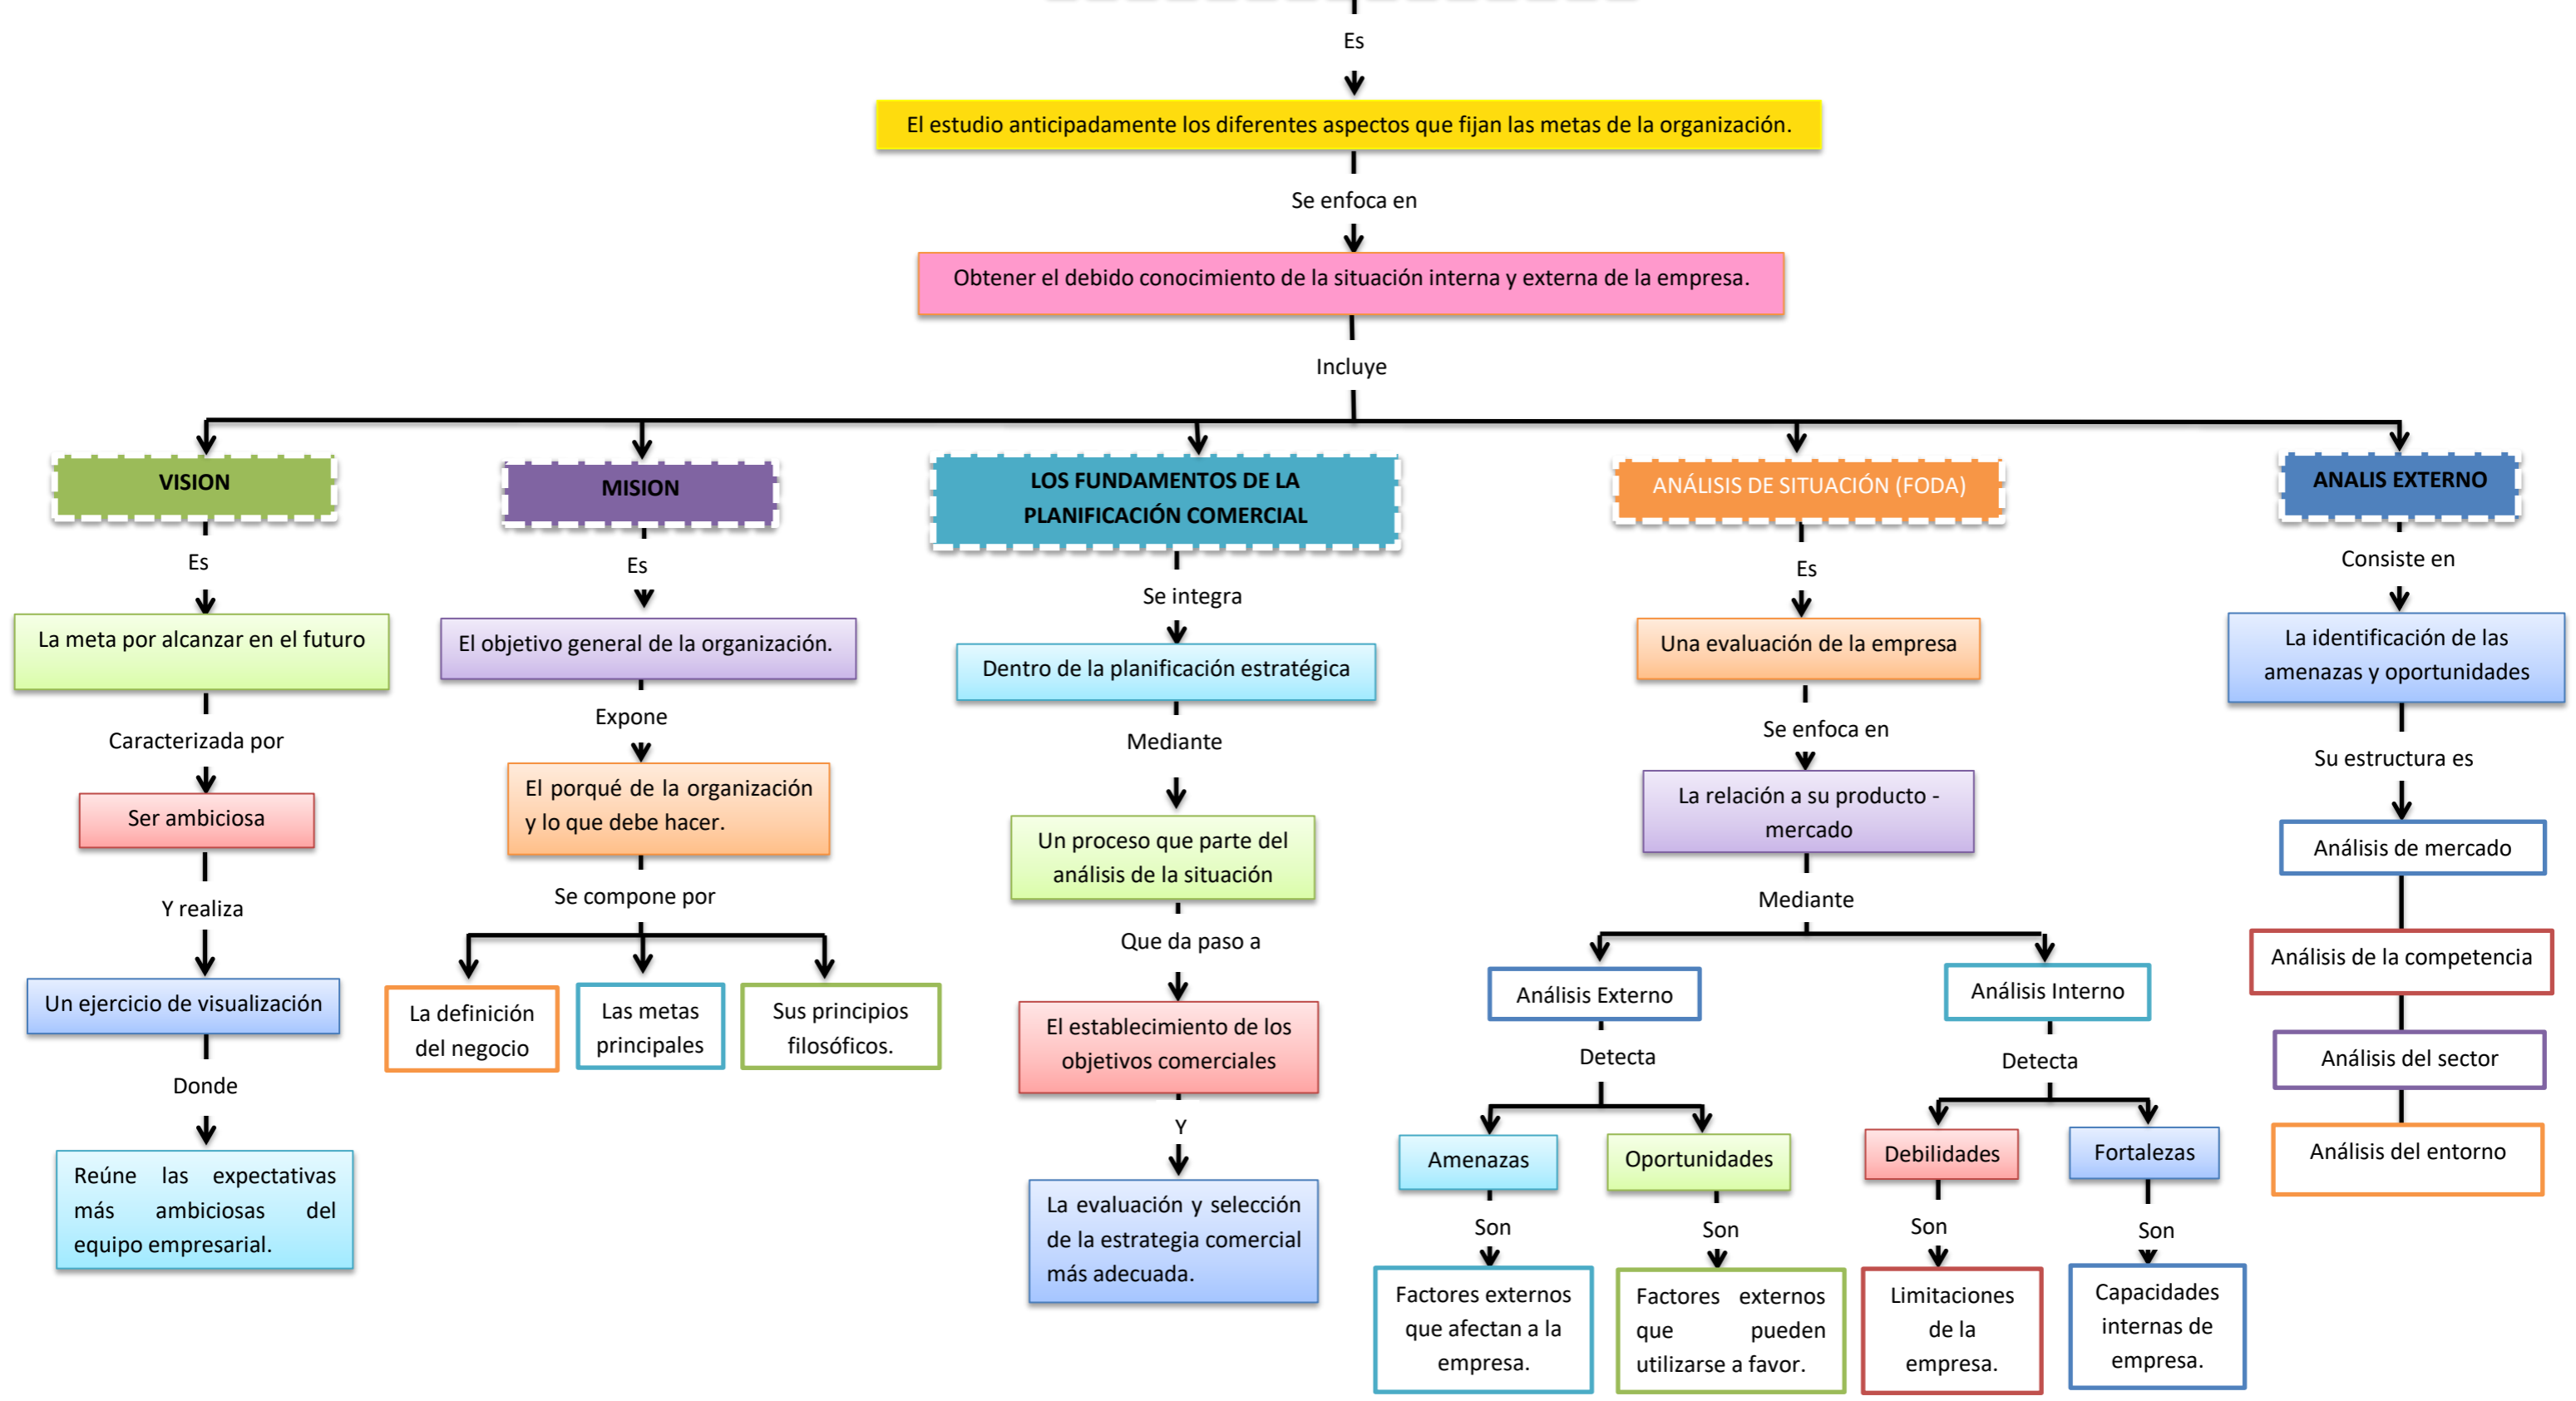 Es
El estudio anticipadamente los diferentes aspectos que fijan las metas de la organización.
Se enfoca en
Obtener el debido conocimiento de la situación interna y externa de la empresa.
Incluye
VISION
Es
La meta por alcanzar en el futuro
Caracterizada por
Ser ambiciosa
Y realiza
Un ejercicio de visualización
Donde
Reúne las expectativas
más ambiciosas del
equipo empresarial.
MISION
Es
El objetivo general de la organización.
Expone
El porqué de la organización
y lo que debe hacer.
Se compone por
La definición
del negocio
Las metas
principales
Sus principios
filosóficos.
LOS FUNDAMENTOS DE LA
PLANIFICACIÓN COMERCIAL
Se integra
Dentro de la planificación estratégica
Mediante
Un proceso que parte del
análisis de la situación
Que da paso a
El establecimiento de los
objetivos comerciales
Y
La evaluación y selección
de la estrategia comercial
más adecuada.
ANÁLISIS DE SITUACIÓN (FODA)
Es
Una evaluación de la empresa
Se enfoca en
La relación a su producto -
mercado
Mediante
Análisis Externo
Detecta
Amenazas
Son
Factores externos
que afectan a la
empresa.
Oportunidades
Son
Factores externos
que pueden
utilizarse a favor.
Análisis Interno
Detecta
Debilidades
Son
Limitaciones
de la
empresa.
Fortalezas
Son
Capacidades
internas de
empresa.
ANALIS EXTERNO
Consiste en
La identificación de las
amenazas y oportunidades
Su estructura es
Análisis de mercado
Análisis de la competencia
Análisis del sector
Análisis del entorno